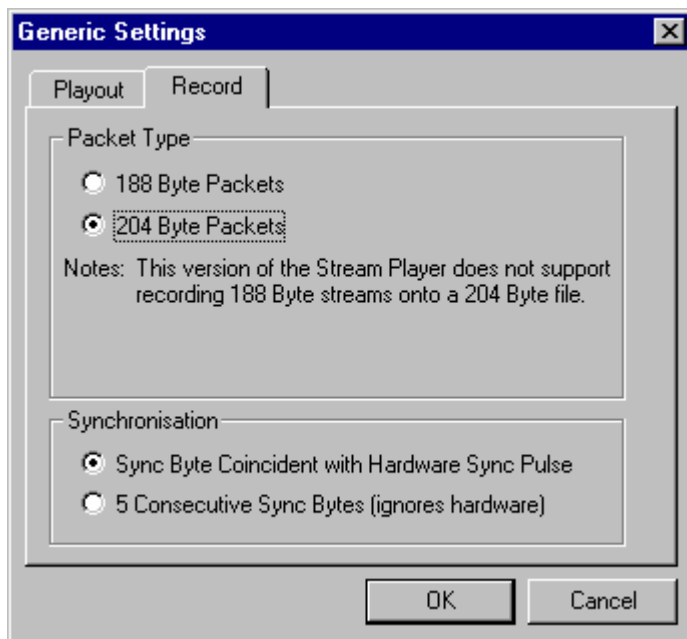 Generic Settings
Playout
Record
Packet Type
188 Byte Packets
204 Byte Packets
Notes: This version of the Stream Player does not support
recording 188 Byte streams onto a 204 Byte file.
Synchronisation
Sync Byte Coincident with Hardware Sync Pulse
5 Consecutive Sync Bytes (ignores hardware)
OK
Cancel